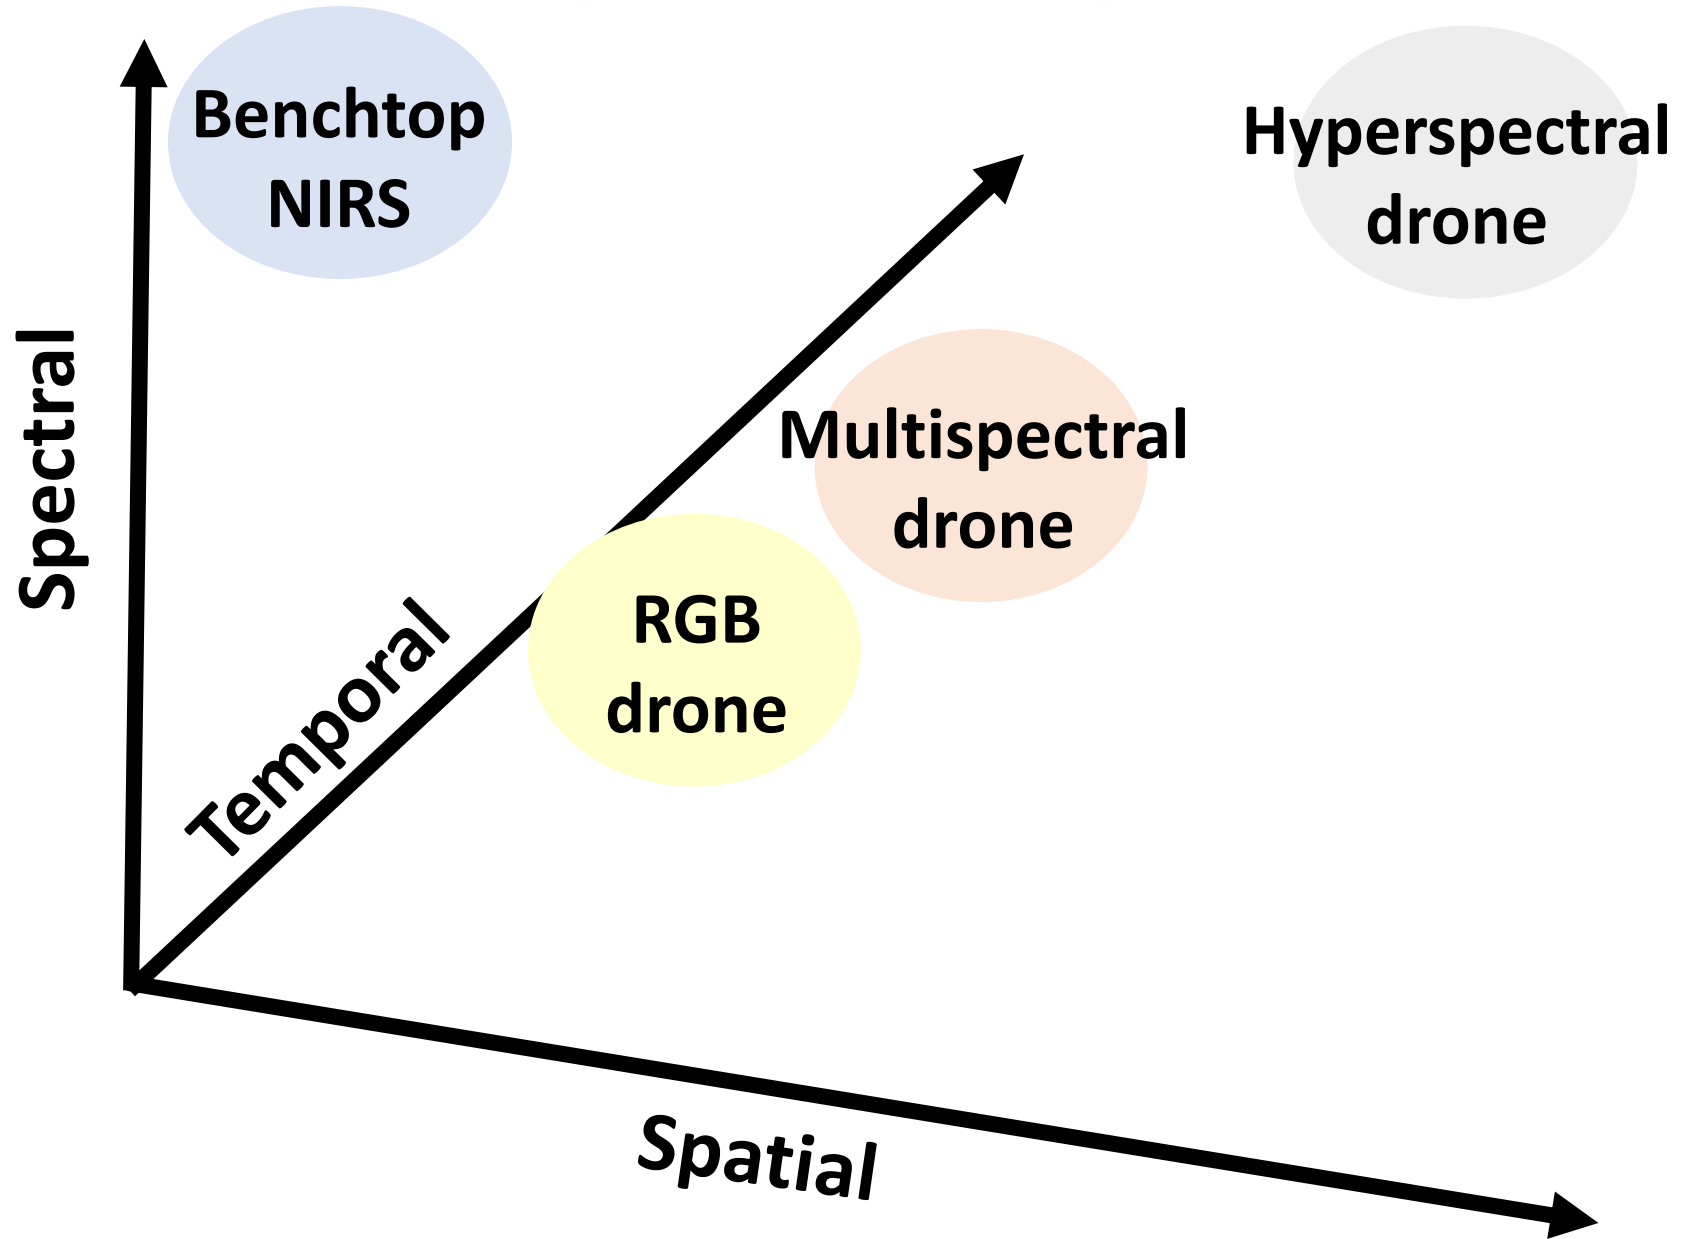 Benchtop
NIRS
Hyperspectral
drone
Multispectral
drone
RGB
drone
Spectral
Temporal
Spatial